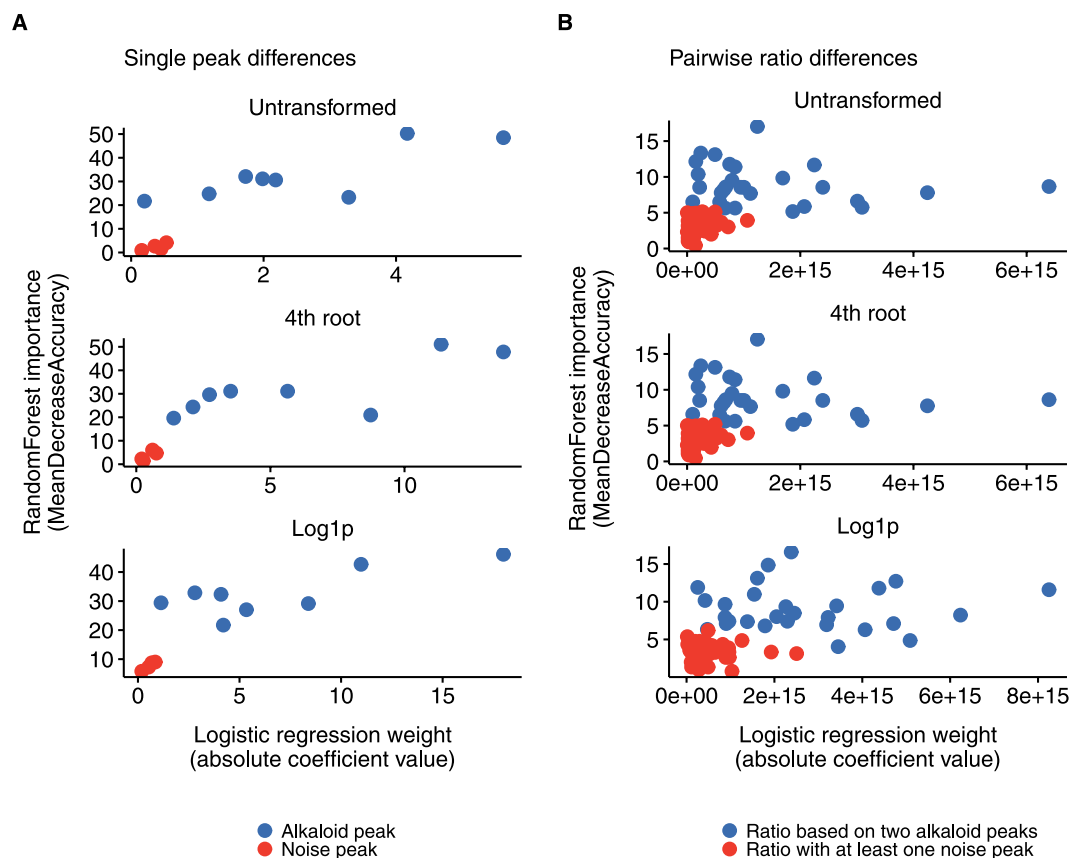 A
Single peak differences
Untransformed
50
40
30
20
10
0
0
2
4
4th root
50
40
30
20
10
0
0
5
10
Log1p
40
30
20
10
0
5
10
15
RandomForest importance
(MeanDecreaseAccuracy)
Logistic regression weight
(absolute coefficient value)
Alkaloid peak
Noise peak
B
Pairwise ratio differences
Untransformed
15
10
5
0
0e+00
2e+15
4e+15
6e+15
4th root
15
10
5
0
0e+00
2e+15
4e+15
6e+15
Log1p
15
10
5
0e+00
2e+15
4e+15
6e+15
8e+15
RandomForest importance
(MeanDecreaseAccuracy)
Logistic regression weight
(absolute coefficient value)
Ratio based on two alkaloid peaks
Ratio with at least one noise peak